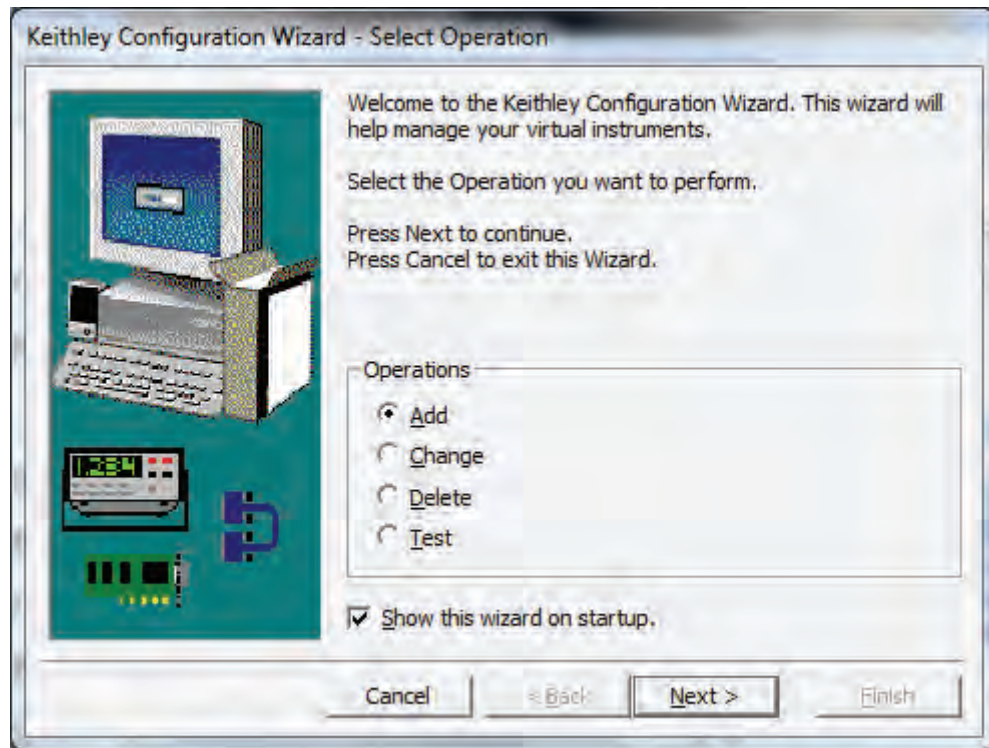 Keithley Configuration Wizard - Select Operation
Welcome to the Keithley Configuration Wizard. This wizard will
help manage your virtual instruments.
Select the Operation you want to perform.
Press Next to continue.
Press Cancel to exit this Wizard.
Operations
Add
Change
Delete
Test
Show this wizard on startup.
Cancel
< Back
Next >
Finish
1.234